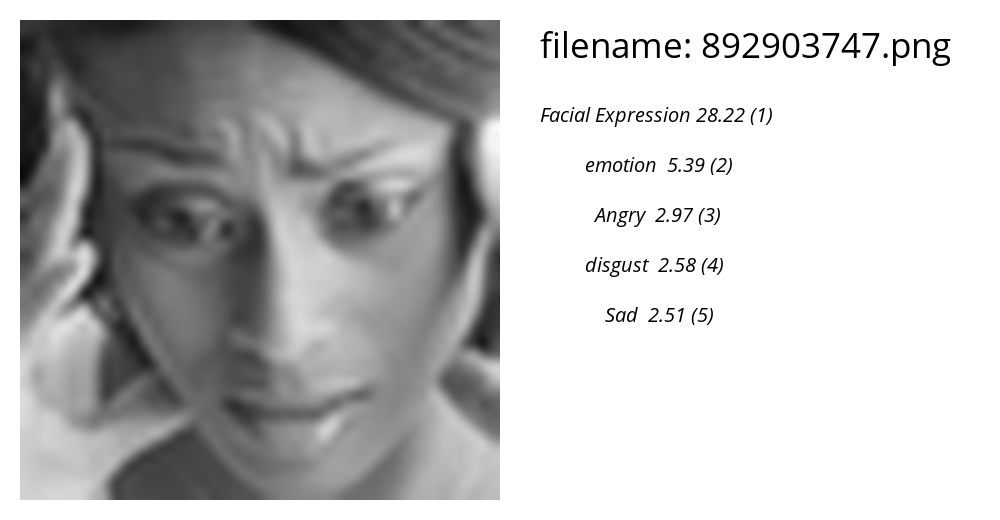 filename: 892903747.png
Facial Expression 28.22 (1)
emotion 5.39 (2)
Angry 2.97 (3)
disgust 2.58 (4)
Sad 2.51 (5)